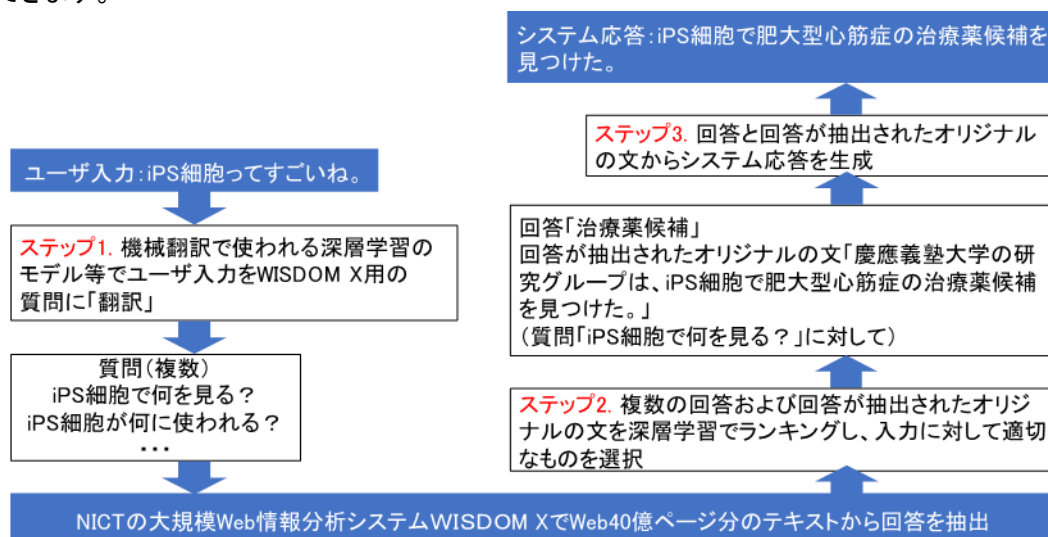 できます。
ユーザ入力:iPS細胞ってすごいね。
ステップ1. 機械翻訳で使われる深層学習の
モデル等でユーザ入力をWISDOM X用の
質問に「翻訳」
質問(複数)
iPS細胞で何を見る?
iPS細胞が何に使われる?
・・・
NICTの大規模Web情報分析システムWISDOM XでWeb40億ページ分のテキストから回答を抽出
ステップ2. 複数の回答および回答が抽出されたオリジ
ナルの文を深層学習でランキングし、入力に対して適切
なものを選択
回答「治療薬候補」
回答が抽出されたオリジナルの文「慶應義塾大学の研
究グループは、iPS細胞で肥大型心筋症の治療薬候補
を見つけた。」
(質問「iPS細胞で何を見る?」に対して)
ステップ3. 回答と回答が抽出されたオリジナル
の文からシステム応答を生成
システム応答:iPS細胞で肥大型心筋症の治療薬候補を
見つけた。